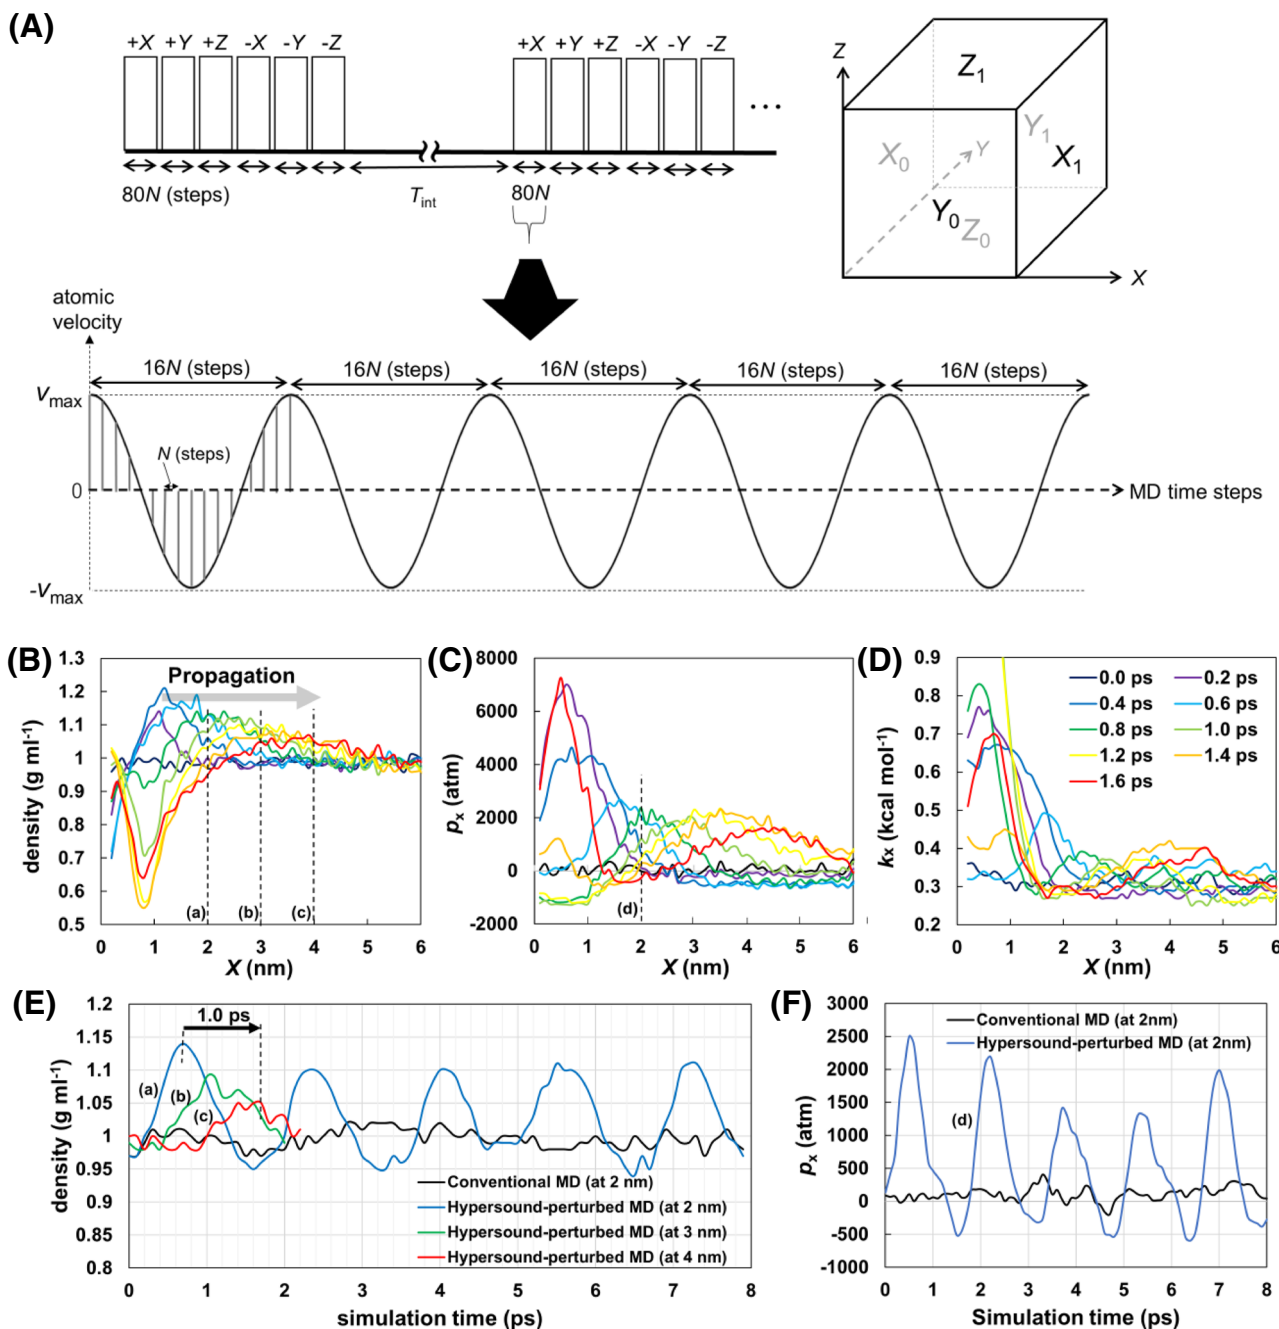 (A)
+X +Y +Z -X -Y -Z
+X +Y +Z -X -Y -Z
...
80N (steps)
T_int
80N
Z
Z₁
Y₁
X₀
Y
X₁
Y₀
Z₀
X
atomic
velocity
16N (steps) 16N (steps) 16N (steps) 16N (steps) 16N (steps)
v_max
N (steps)
0
MD time steps
-v_max
(B)
1.3
1.2
1.1
1
0.9
0.8
0.7
0.6
0.5
density (g ml⁻¹)
Propagation
(a) (b) (c)
0 1 2 3 4 5 6
X (nm)
(C)
8000
6000
4000
2000
0
-2000
pₓ (atm)
(d)
0 1 2 3 4 5 6
X (nm)
(D)
0.9
0.8
0.7
0.6
0.5
0.4
0.3
0.2
kₓ (kcal mol⁻¹)
0.0 ps 0.2 ps
0.4 ps 0.6 ps
0.8 ps 1.0 ps
1.2 ps 1.4 ps
1.6 ps
0 1 2 3 4 5 6
X (nm)
(E)
1.2
1.15
1.1
1.05
1
0.95
0.9
0.85
0.8
density (g ml⁻¹)
1.0 ps
(a)
(b)
(c)
Conventional MD (at 2 nm)
Hypersound-perturbed MD (at 2 nm)
Hypersound-perturbed MD (at 3 nm)
Hypersound-perturbed MD (at 4 nm)
0 1 2 3 4 5 6 7 8
simulation time (ps)
(F)
3000
2500
2000
1500
1000
500
0
-500
-1000
pₓ (atm)
Conventional MD (at 2nm)
Hypersound-perturbed MD (at 2nm)
(d)
0 1 2 3 4 5 6 7 8
Simulation time (ps)